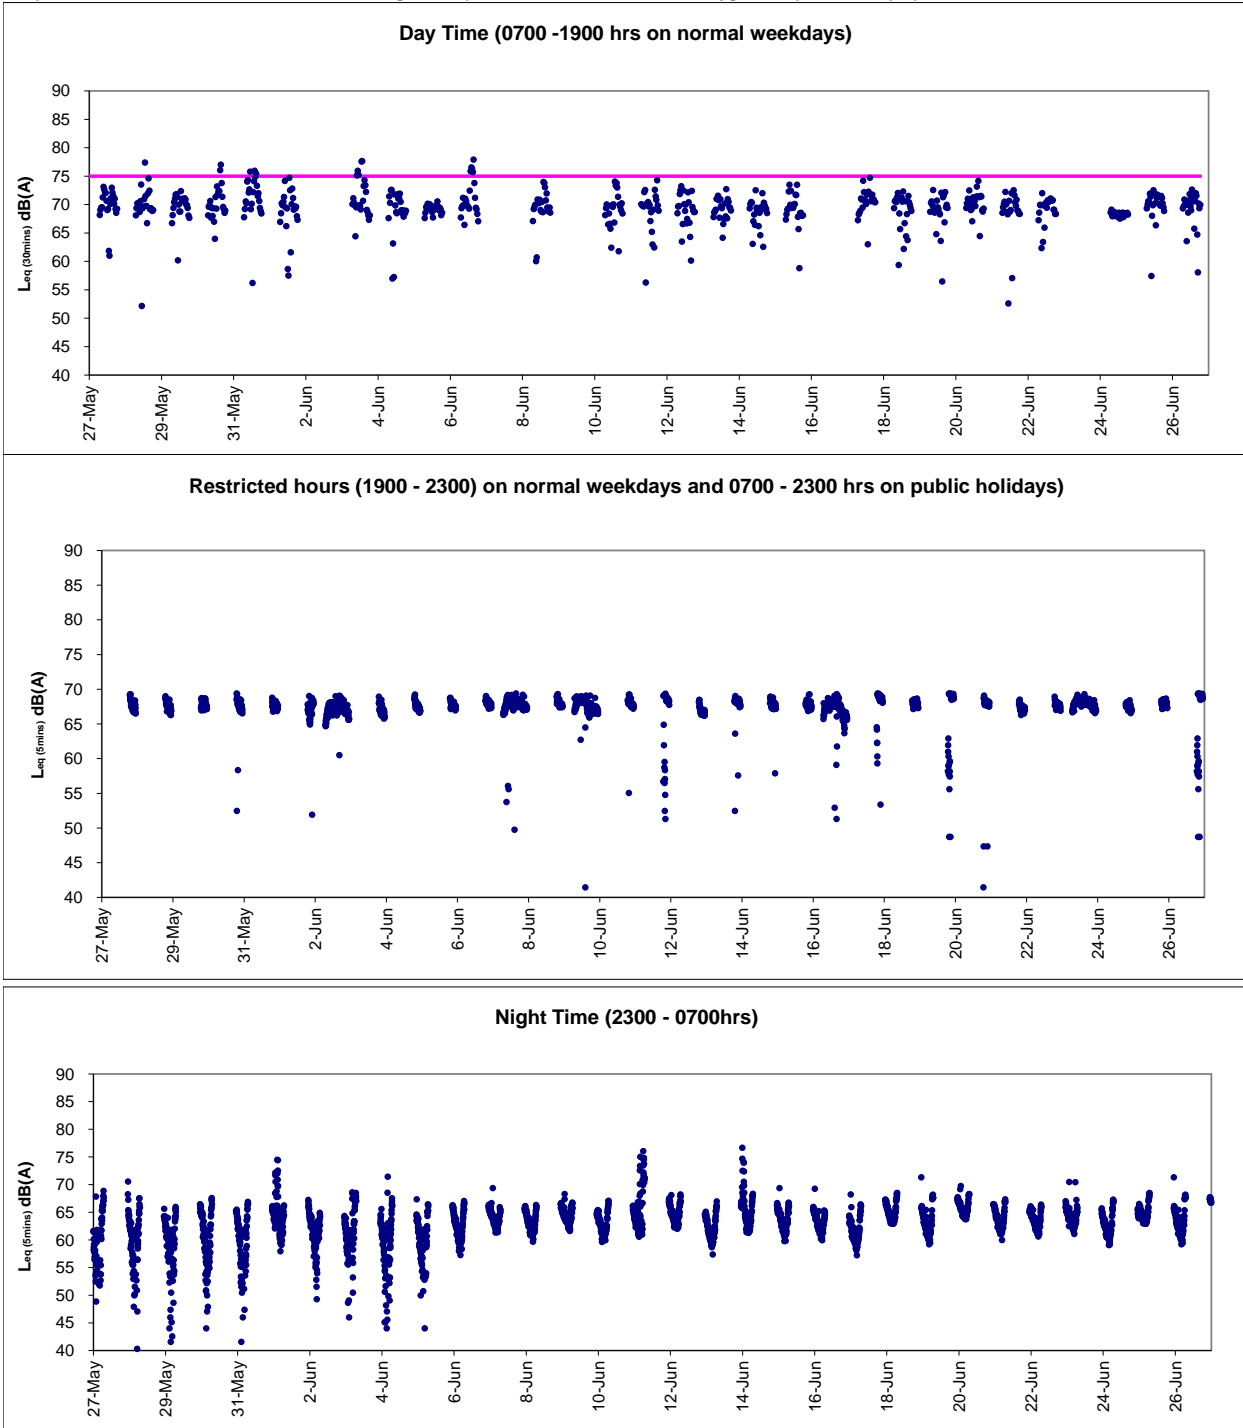 Day Time (0700 -1900 hrs on normal weekdays)
90
85
80
75
70
65
60
55
50
45
40
Leq (30mins) dB(A)
27-May
29-May
31-May
2-Jun
4-Jun
6-Jun
8-Jun
10-Jun
12-Jun
14-Jun
16-Jun
18-Jun
20-Jun
22-Jun
24-Jun
26-Jun
Restricted hours (1900 - 2300) on normal weekdays and 0700 - 2300 hrs on public holidays)
90
85
80
75
70
65
60
55
50
45
40
Leq (5mins) dB(A)
27-May
29-May
31-May
2-Jun
4-Jun
6-Jun
8-Jun
10-Jun
12-Jun
14-Jun
16-Jun
18-Jun
20-Jun
22-Jun
24-Jun
26-Jun
Night Time (2300 - 0700hrs)
90
85
80
75
70
65
60
55
50
45
40
Leq (5mins) dB(A)
27-May
29-May
31-May
2-Jun
4-Jun
6-Jun
8-Jun
10-Jun
12-Jun
14-Jun
16-Jun
18-Jun
20-Jun
22-Jun
24-Jun
26-Jun